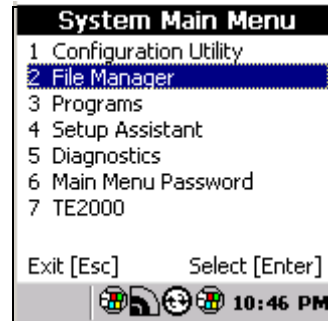 System Main Menu
1 Configuration Utility
2 File Manager
3 Programs
4 Setup Assistant
5 Diagnostics
6 Main Menu Password
7 TE2000
Exit [Esc] Select [Enter]
10:46 PM